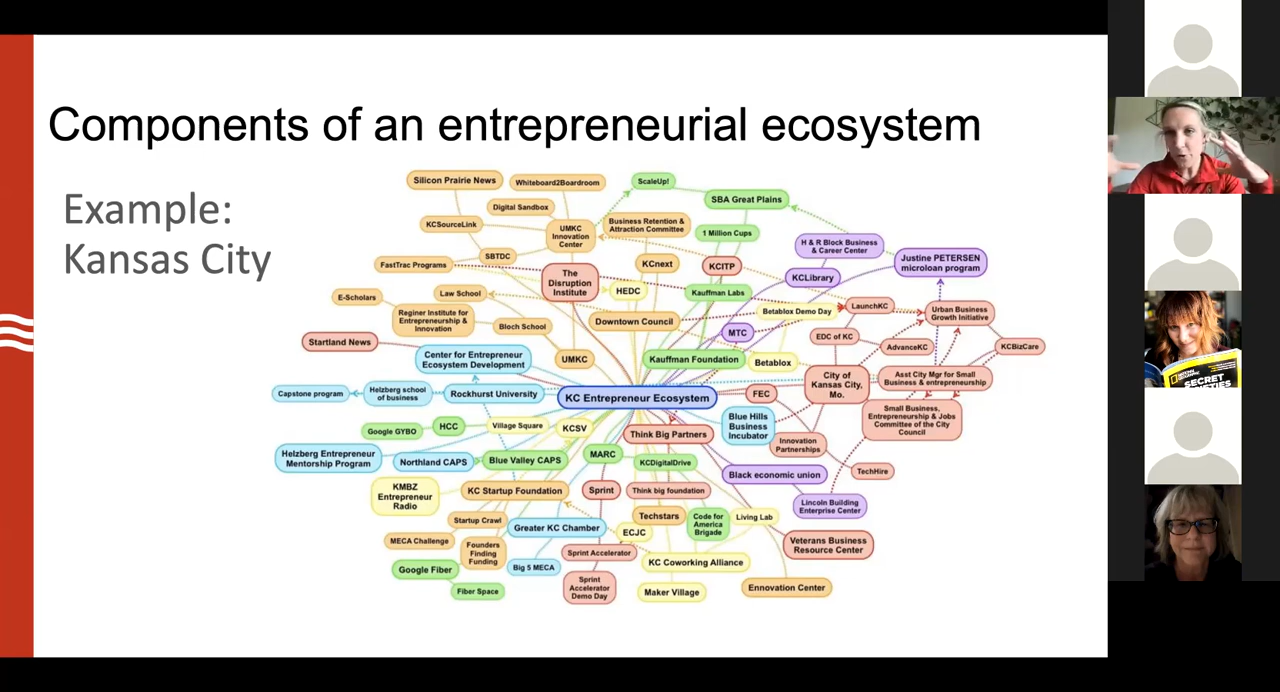 Components of an entrepreneurial ecosystem
Example:
Kansas City
Silicon Prairie News
Whiteboard2Boardroom
ScaleUp!
SBA Great Plains
Digital Sandbox
KCSourceLink
UMKC
Innovation
Center
Business Retention &
Attraction Committee
1 Million Cups
H & R Block Business
& Career Center
SBTDC
FastTrac Programs
KCnext
KCITP
KCLibrary
Justine PETERSEN
microloan program
The
Disruption
Institute
HEDC
Kauffman Labs
E-Scholars
Law School
Betablox Demo Day
LaunchKC
Urban Business
Growth Initiative
Reginer Institute for
Entrepreneurship &
Innovation
Bloch School
Downtown Council
MTC
EDC of KC
AdvanceKC
KCBizCare
Startland News
Center for Entrepreneur
Ecosystem Development
UMKC
Kauffman Foundation
Betablox
City of
Kansas City,
Mo.
Asst City Mgr for Small
Business & entrepreneurship
Capstone program
Helzberg school
of business
Rockhurst University
KC Entrepreneur Ecosystem
FEC
Blue Hills
Business
Incubator
Small Business,
Entrepreneurship & Jobs
Committee of the City
Council
Google GYBO
HCC
Village Square
KCSV
Think Big Partners
Innovation
Partnerships
Helzberg Entrepreneur
Mentorship Program
Northland CAPS
Blue Valley CAPS
MARC
KCDigitalDrive
Black economic union
TechHire
KMBZ
Entrepreneur
Radio
KC Startup Foundation
Sprint
Think big foundation
Lincoln Building
Enterprise Center
Startup Crawl
Greater KC Chamber
Techstars
Code for
America
Brigade
Living Lab
MECA Challenge
Founders
Finding
Funding
ECJC
Veterans Business
Resource Center
Google Fiber
Big 5 MECA
Sprint Accelerator
KC Coworking Alliance
Fiber Space
Sprint
Accelerator
Demo Day
Maker Village
Ennovation Center
NATIONAL
GEOGRAPHIC
SECRET